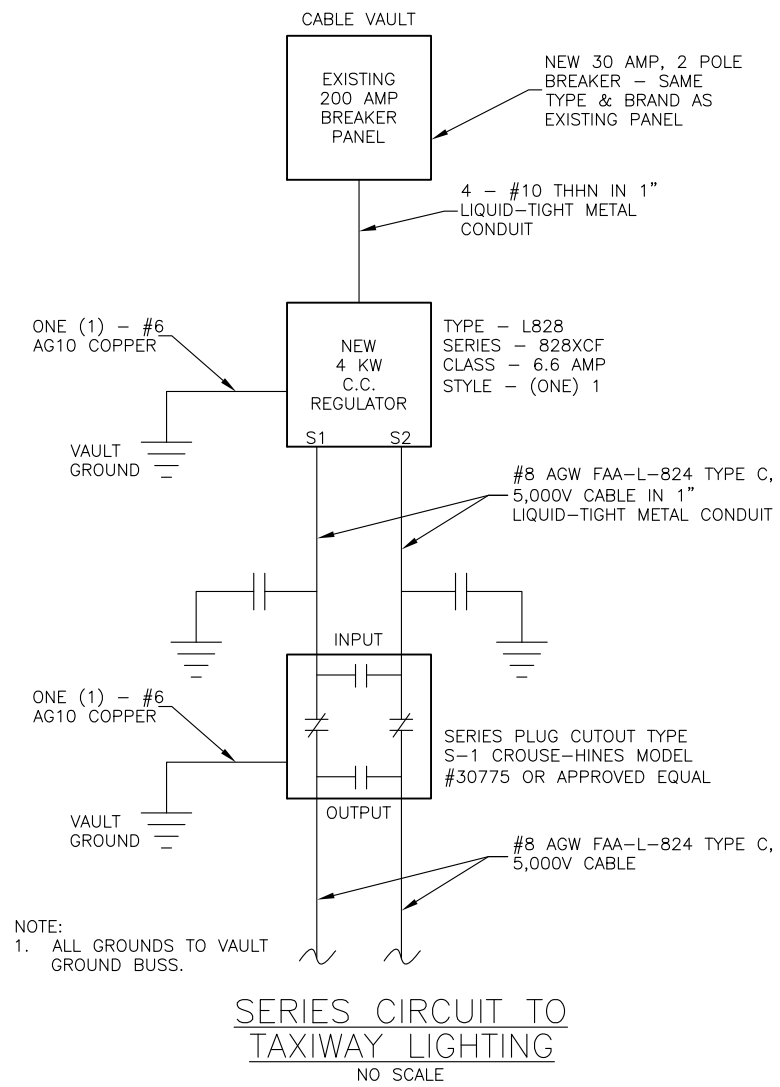 CABLE VAULT
EXISTING
200 AMP
BREAKER
PANEL
NEW 30 AMP, 2 POLE
BREAKER – SAME
TYPE & BRAND AS
EXISTING PANEL
4 – #10 THHN IN 1”
LIQUID–TIGHT METAL
CONDUIT
ONE (1) – #6
AG10 COPPER
NEW
4 KW
C.C.
REGULATOR
S1 S2
TYPE – L828
SERIES – 828XCF
CLASS – 6.6 AMP
STYLE – (ONE) 1
VAULT
GROUND
#8 AGW FAA–L–824 TYPE C,
5,000V CABLE IN 1”
LIQUID–TIGHT METAL CONDUIT
INPUT
ONE (1) – #6
AG10 COPPER
SERIES PLUG CUTOUT TYPE
S–1 CROUSE–HINES MODEL
#30775 OR APPROVED EQUAL
OUTPUT
VAULT
GROUND
#8 AGW FAA–L–824 TYPE C,
5,000V CABLE
NOTE:
1. ALL GROUNDS TO VAULT
GROUND BUSS.
SERIES CIRCUIT TO
TAXIWAY LIGHTING
NO SCALE